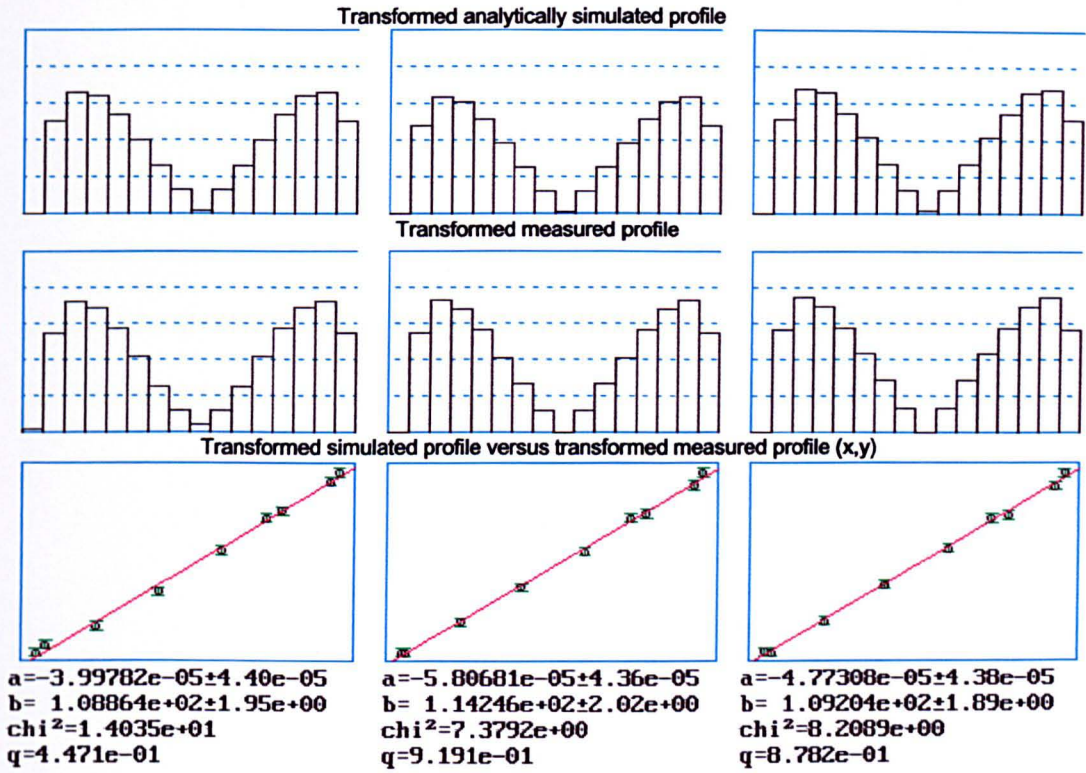 Transformed analytically simulated profile
Transformed measured profile
Transformed simulated profile versus transformed measured profile (x,y)
a=-3.99782e-05±4.40e-05
b= 1.08864e+02±1.95e+00
chi²=1.4035e+01
q=4.471e-01
a=-5.80681e-05±4.36e-05
b= 1.14246e+02±2.02e+00
chi²=7.3792e+00
q=9.191e-01
a=-4.77308e-05±4.38e-05
b= 1.09204e+02±1.89e+00
chi²=8.2089e+00
q=8.782e-01